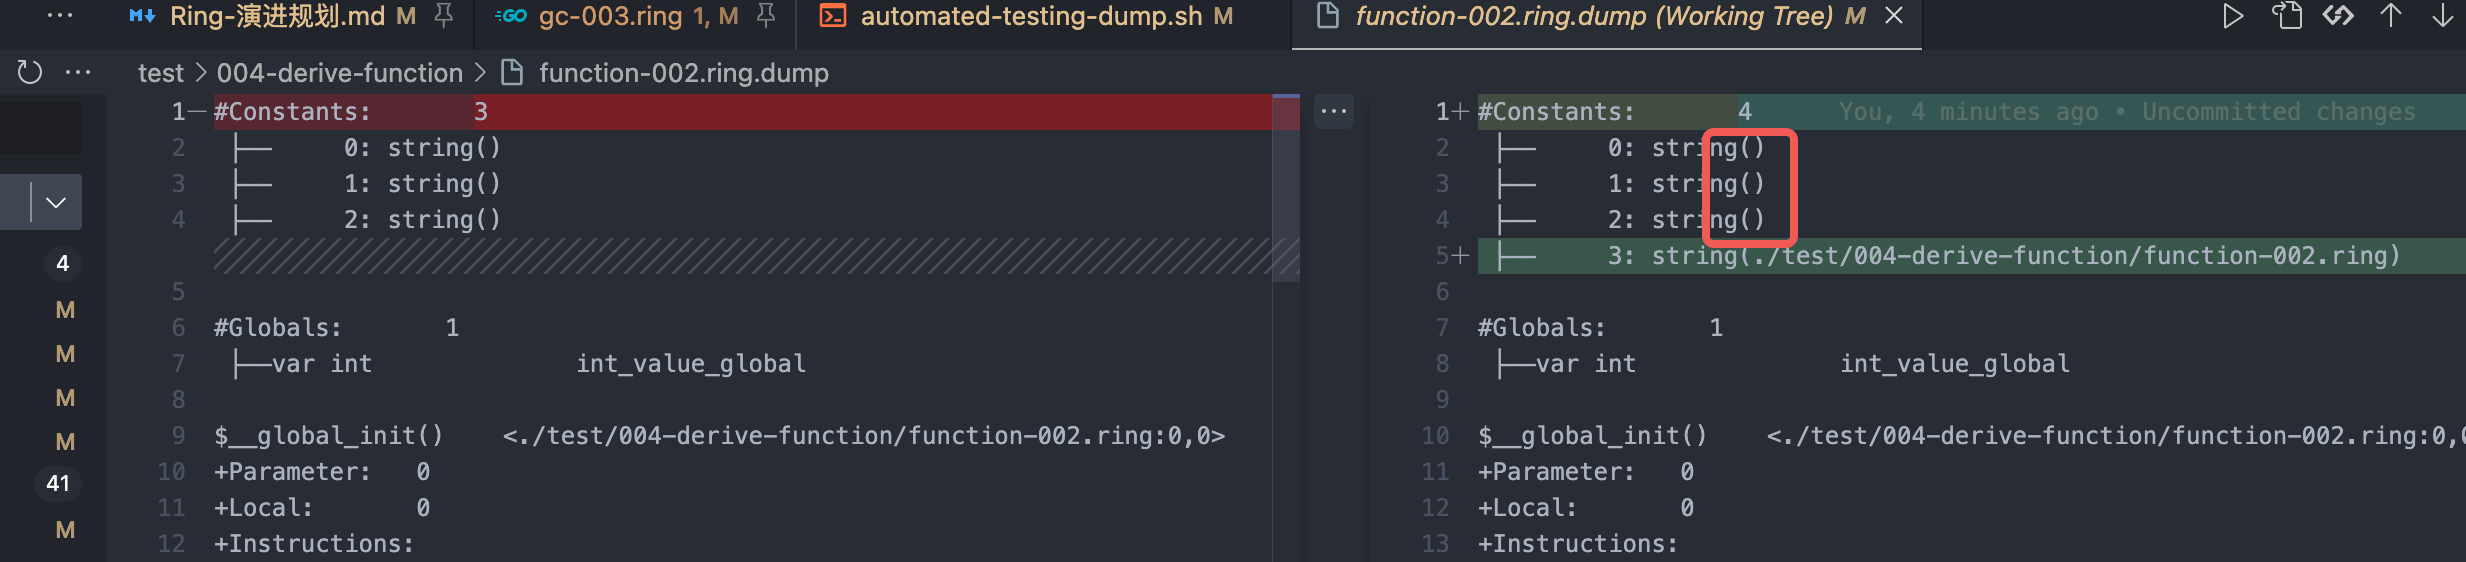 Ring-演进规划.md M
gc-003.ring 1, M
automated-testing-dump.sh M
function-002.ring.dump (Working Tree) M
test > 004-derive-function > function-002.ring.dump
4
M
M
M
M
41
M
1 #Constants: 3
2 ├── 0: string()
3 ├── 1: string()
4 ├── 2: string()
5
6 #Globals: 1
7 ├──var int int_value_global
8
9 $__global_init() <./test/004-derive-function/function-002.ring:0,0>
10 +Parameter: 0
11 +Local: 0
12 +Instructions:
1+ #Constants: 4 You, 4 minutes ago • Uncommitted changes
2 ├── 0: string()
3 ├── 1: string()
4 ├── 2: string()
5+ ├── 3: string(./test/004-derive-function/function-002.ring)
6
7 #Globals: 1
8 ├──var int int_value_global
9
10 $__global_init() <./test/004-derive-function/function-002.ring:0,
11 +Parameter: 0
12 +Local: 0
13 +Instructions: